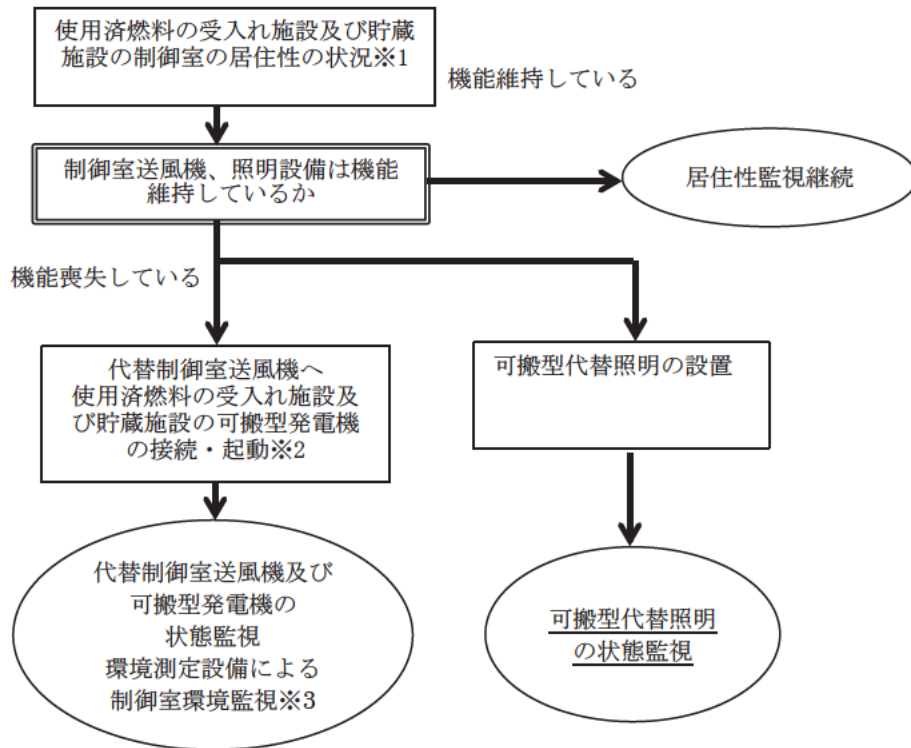 使用済燃料の受入れ施設及び貯蔵
施設の制御室の居住性の状況※1
機能維持している
制御室送風機、照明設備は機能
維持しているか
居住性監視継続
機能喪失している
代替制御室送風機へ
使用済燃料の受入れ施設及
び貯蔵施設の可搬型発電機
の接続・起動※2
可搬型代替照明の設置
代替制御室送風機及び
可搬型発電機の
状態監視
環境測定設備による
制御室環境監視※3
可搬型代替照明
の状態監視